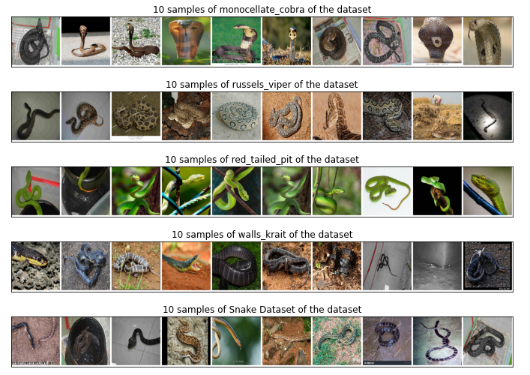 10 samples of monocellate_cobra of the dataset
10 samples of russels_viper of the dataset
10 samples of red_tailed_pit of the dataset
10 samples of walls_krait of the dataset
10 samples of Snake Dataset of the dataset